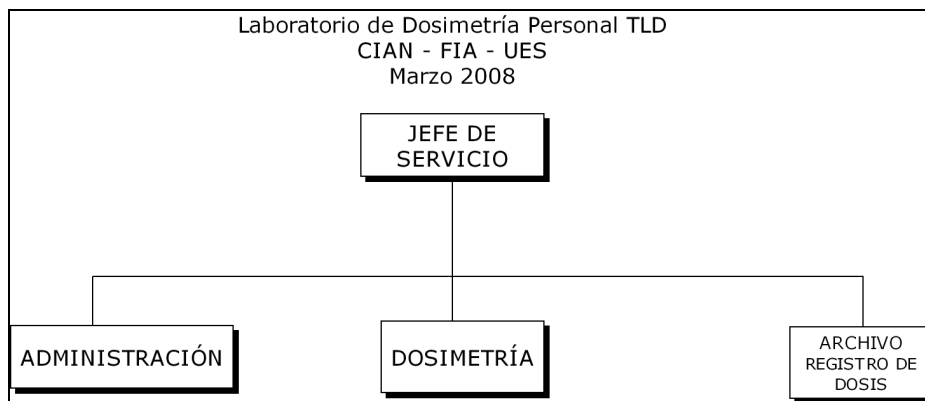 Laboratorio de Dosimetría Personal TLD
CIAN - FIA - UES
Marzo 2008
JEFE DE
SERVICIO
ADMINISTRACIÓN
DOSIMETRÍA
ARCHIVO
REGISTRO DE
DOSIS